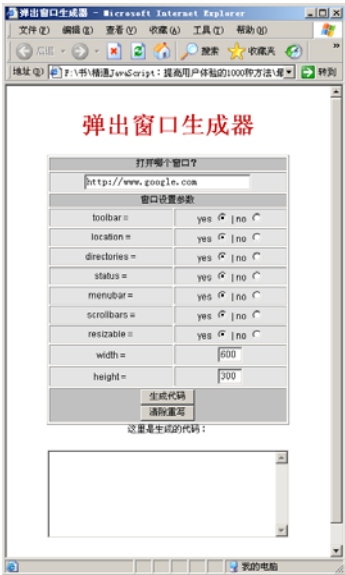 弹出窗口生成器 - Microsoft Internet Explorer
文件(F) 编辑(E) 查看(V) 收藏(A) 工具(T) 帮助(H) »
后退 搜索 收藏夹 »
地址(D) F:\书\精通JavaScript：提高用户体验的1000种方法\ 转到
弹出窗口生成器
打开哪个窗口？
http://www.google.com
窗口设置参数
toolbar = yes | no
location = yes | no
directories = yes | no
status = yes | no
menubar = yes | no
scrollbars = yes | no
resizable = yes | no
width = 600
height = 300
生成代码
清除重写
这里是生成的代码：
我的电脑